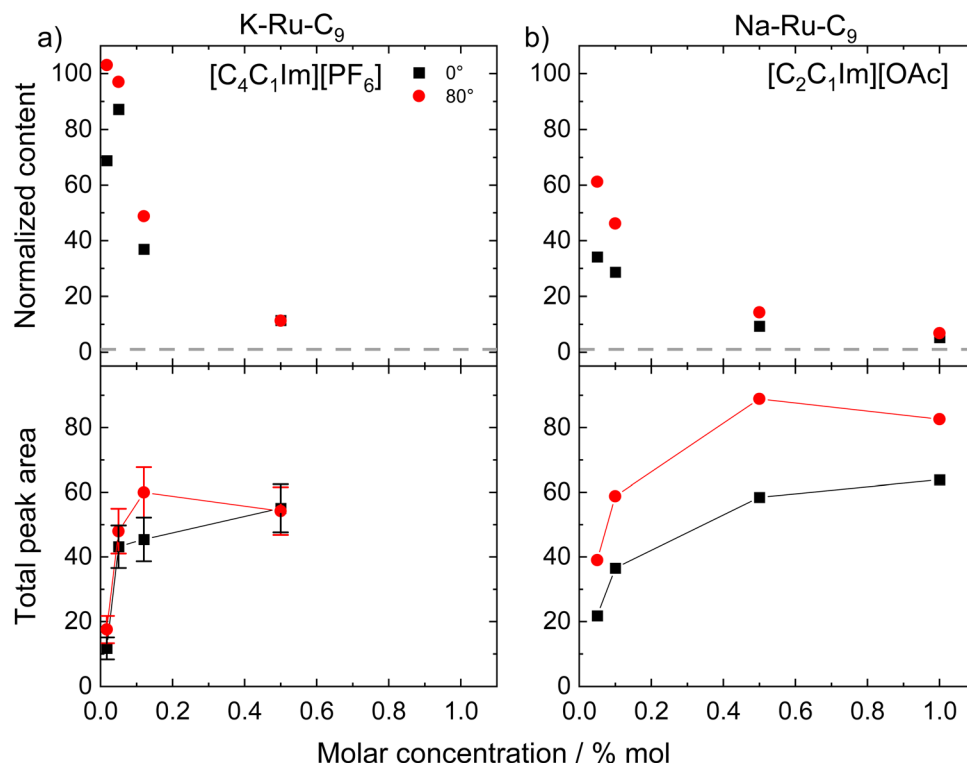 a)
K-Ru-C₉
[C₄C₁Im][PF₆]
0°
80°
b)
Na-Ru-C₉
[C₂C₁Im][OAc]
Normalized content
100
80
60
40
20
0
100
80
60
40
20
0
Total peak area
80
60
40
20
0
80
60
40
20
0
0.0 0.2 0.4 0.6 0.8 1.0
0.0 0.2 0.4 0.6 0.8 1.0
Molar concentration / % mol